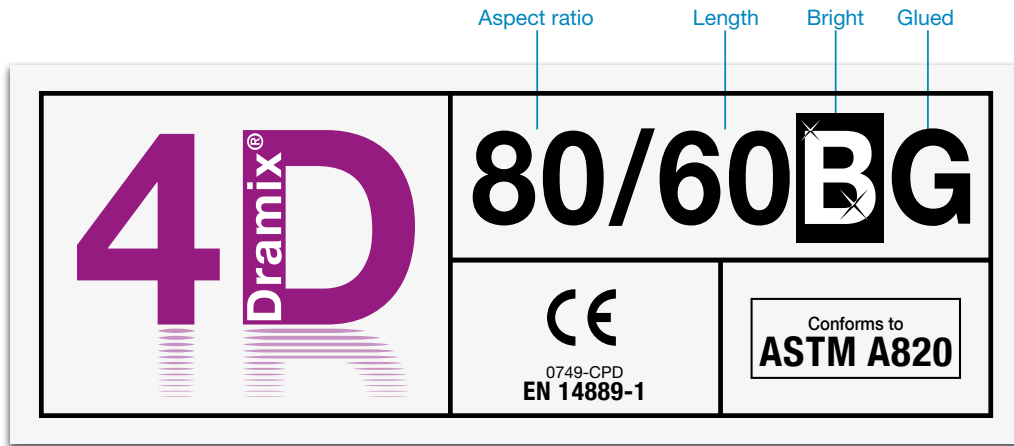 Aspect ratio Length Bright Glued
4D Dramix®
80/60BG
CE
0749-CPD
EN 14889-1
Conforms to
ASTM A820